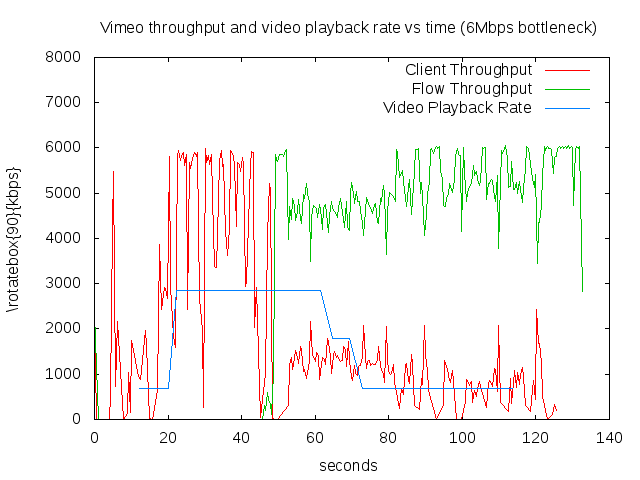 Vimeo throughput and video playback rate vs time (6Mbps bottleneck)
8000
7000
6000
5000
4000
3000
2000
1000
0
\rotatebox{90}{kbps}
Client Throughput
Flow Throughput
Video Playback Rate
0 20 40 60 80 100 120 140
seconds